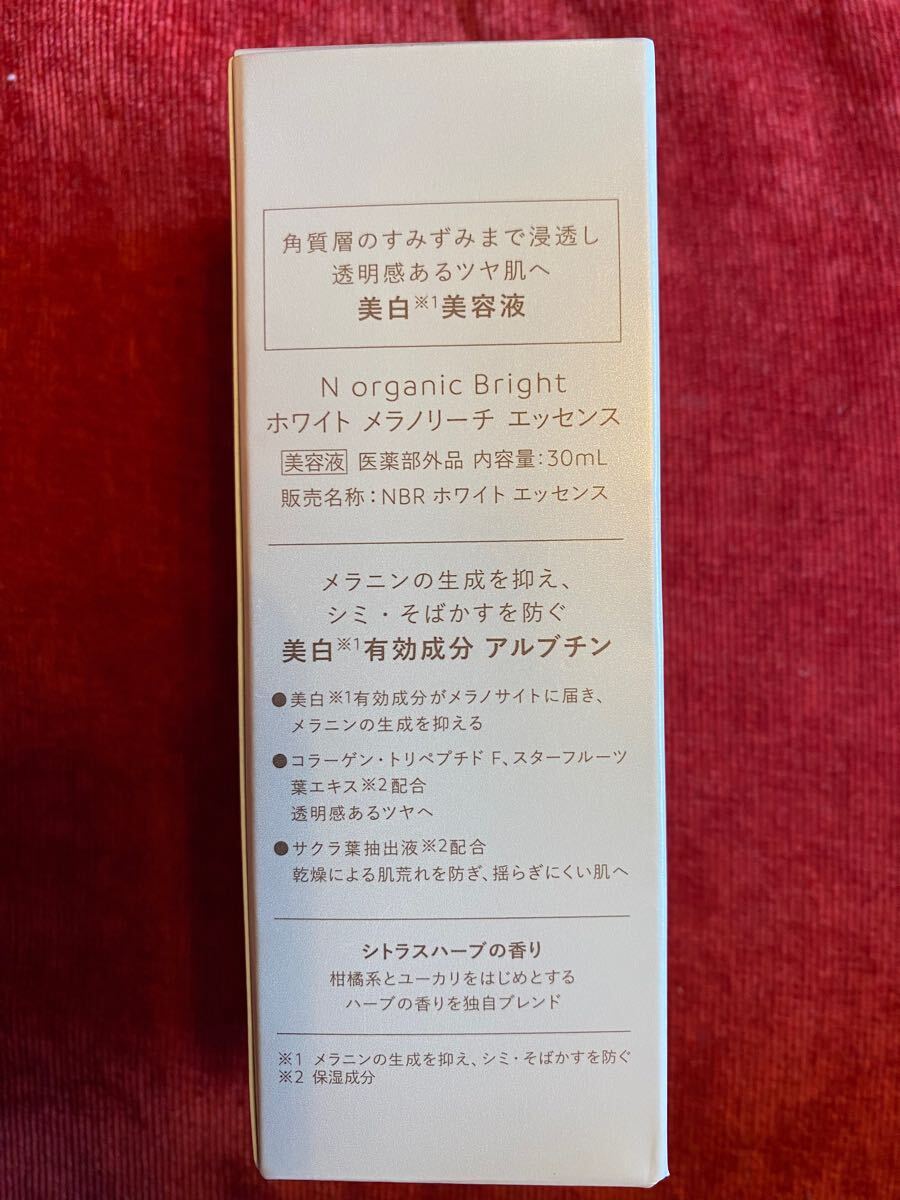 角質層のすみずみまで浸透し
透明感あるツヤ肌へ
美白※1美容液
N organic Bright
ホワイト メラノリーチ エッセンス
美容液 医薬部外品 内容量:30mL
販売名称:NBR ホワイト エッセンス
メラニンの生成を抑え、
シミ・そばかすを防ぐ
美白※1有効成分 アルブチン
●美白※1有効成分がメラノサイトに届き、
メラニンの生成を抑える
●コラーゲン・トリペプチド F、スターフルーツ
葉エキス※2配合
透明感あるツヤへ
●サクラ葉抽出液※2配合
乾燥による肌荒れを防ぎ、揺らぎにくい肌へ
シトラスハーブの香り
柑橘系とユーカリをはじめとする
ハーブの香りを独自ブレンド
※1 メラニンの生成を抑え、シミ・そばかすを防ぐ
※2 保湿成分